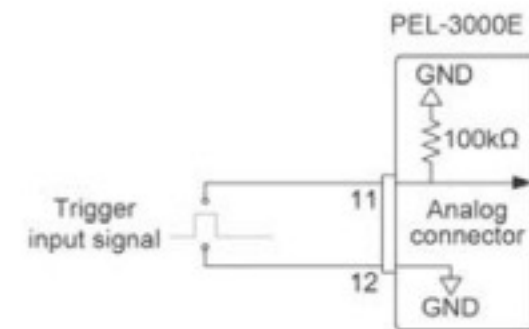 PEL-3000E
GND
100kΩ
11
Trigger
input signal
Analog
connector
12
GND